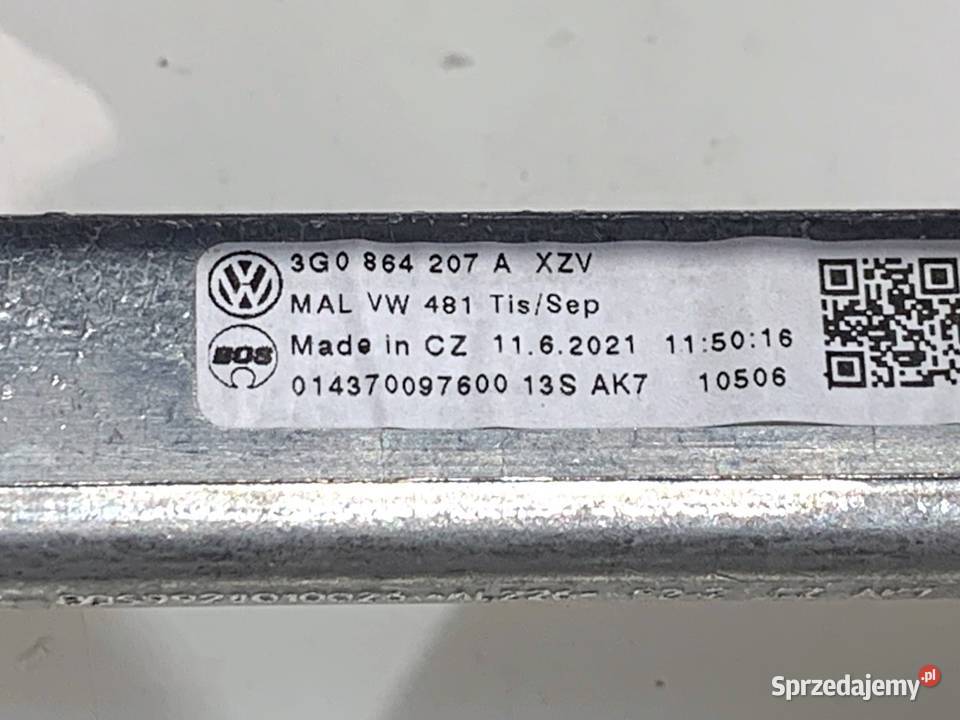 3G0 864 207 A XZV
MAL VW 481 Tis/Sep
BOS
Made in CZ 11.6.2021 11:50:16
014370097600 13S AK7 10506
Sprzedajemy.pl